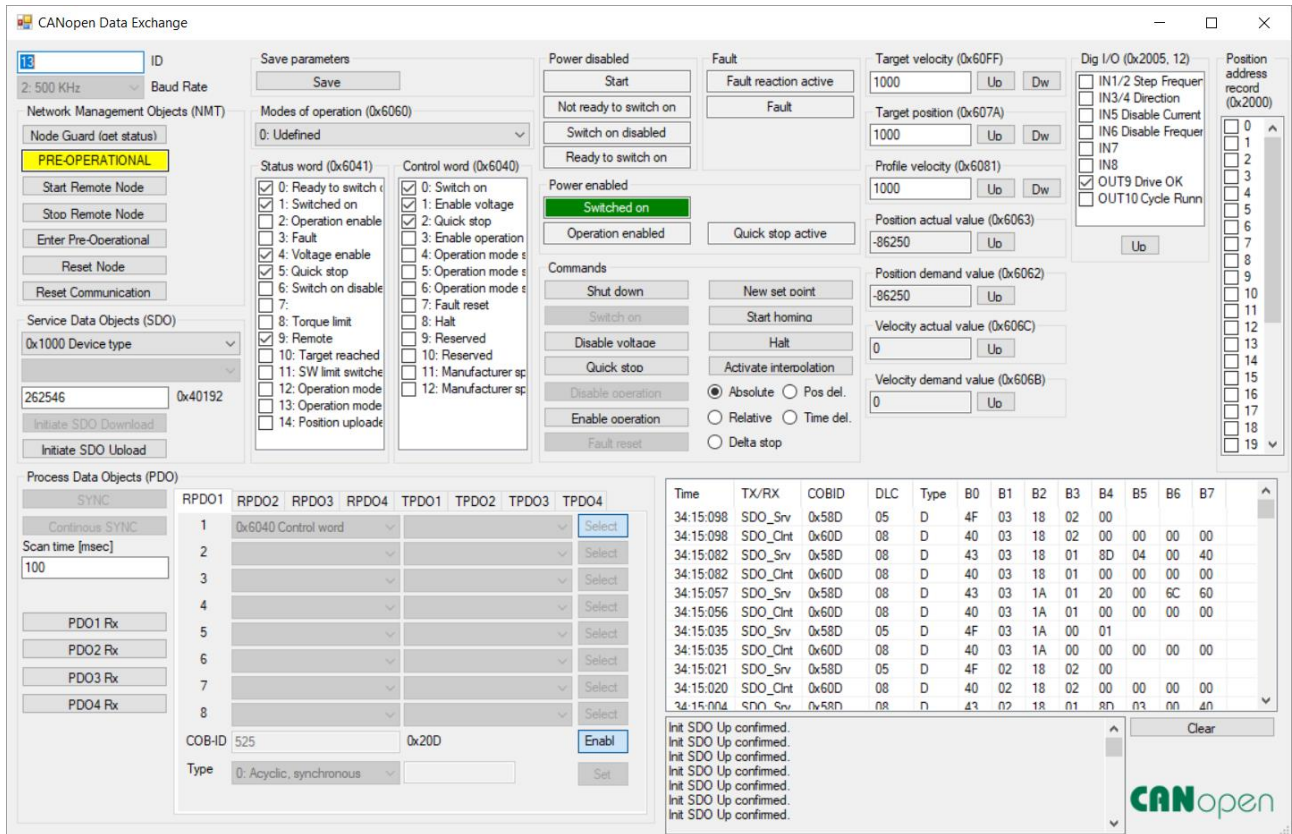 CANopen Data Exchange
13 ID
2: 500 KHz Baud Rate
Network Management Objects (NMT)
Node Guard (get status)
PRE-OPERATIONAL
Start Remote Node
Stop Remote Node
Enter Pre-Operational
Reset Node
Reset Communication
Service Data Objects (SDO)
0x1000 Device type
262546 0x40192
Initiate SDO Download
Initiate SDO Upload
Save parameters
Save
Modes of operation (0x6060)
0: Udefined
Status word (0x6041)
0: Ready to switch
1: Switched on
2: Operation enable
3: Fault
4: Voltage enable
5: Quick stop
6: Switch on disable
7:
8: Torque limit
9: Remote
10: Target reached
11: SW limit switche
12: Operation mode
13: Operation mode
14: Position uploade
Control word (0x6040)
0: Switch on
1: Enable voltage
2: Quick stop
3: Enable operation
4: Operation mode s
5: Operation mode s
6: Operation mode s
7: Fault reset
8: Halt
9: Reserved
10: Reserved
11: Manufacturer sp
12: Manufacturer sp
Power disabled
Start
Not ready to switch on
Switch on disabled
Ready to switch on
Fault
Fault reaction active
Fault
Power enabled
Switched on
Operation enabled
Quick stop active
Commands
Shut down
Switch on
Disable voltage
Quick stop
Disable operation
Enable operation
Fault reset
New set point
Start homing
Halt
Activate interpolation
Absolute Pos del.
Relative Time del.
Delta stop
Target velocity (0x60FF)
1000 Up Dw
Target position (0x607A)
1000 Up Dw
Profile velocity (0x6081)
1000 Up Dw
Position actual value (0x6063)
-86250 Up
Position demand value (0x6062)
-86250 Up
Velocity actual value (0x606C)
0 Up
Velocity demand value (0x606B)
0 Up
Dig I/O (0x2005, 12)
IN1/2 Step Frequer
IN3/4 Direction
IN5 Disable Current
IN6 Disable Frequer
IN7
IN8
OUT9 Drive OK
OUT10 Cycle Runn
Up
Position
address
record
(0x2000)
0
1
2
3
4
5
6
7
8
9
10
11
12
13
14
15
16
17
18
19
Process Data Objects (PDO)
SYNC
Continous SYNC
Scan time [msec]
100
PDO1 Rx
PDO2 Rx
PDO3 Rx
PDO4 Rx
RPDO1 RPDO2 RPDO3 RPDO4 TPDO1 TPDO2 TPDO3 TPDO4
1 0x6040 Control word Select
2 Select
3 Select
4 Select
5 Select
6 Select
7 Select
8 Select
COB-ID 525 0x20D Enabl
Type 0: Acyclic, synchronous Set
Time TX/RX COBID DLC Type B0 B1 B2 B3 B4 B5 B6 B7
34:15:098 SDO_Srv 0x58D 05 D 4F 03 18 02 00
34:15:098 SDO_Clnt 0x60D 08 D 40 03 18 02 00 00 00 00
34:15:082 SDO_Srv 0x58D 08 D 43 03 18 01 8D 04 00 40
34:15:082 SDO_Clnt 0x60D 08 D 40 03 18 01 00 00 00 00
34:15:057 SDO_Srv 0x58D 08 D 43 03 1A 01 20 00 6C 60
34:15:056 SDO_Clnt 0x60D 08 D 40 03 1A 01 00 00 00 00
34:15:035 SDO_Srv 0x58D 05 D 4F 03 1A 00 01
34:15:035 SDO_Clnt 0x60D 08 D 40 03 1A 00 00 00 00 00
34:15:021 SDO_Srv 0x58D 05 D 4F 02 18 02 00
34:15:020 SDO_Clnt 0x60D 08 D 40 02 18 02 00 00 00 00
34:15:004 SDO_Srv 0x58D 08 D 43 02 18 01 8D 03 00 40
Init SDO Up confirmed.
Init SDO Up confirmed.
Init SDO Up confirmed.
Init SDO Up confirmed.
Init SDO Up confirmed.
Init SDO Up confirmed.
Init SDO Up confirmed.
Clear
CANopen